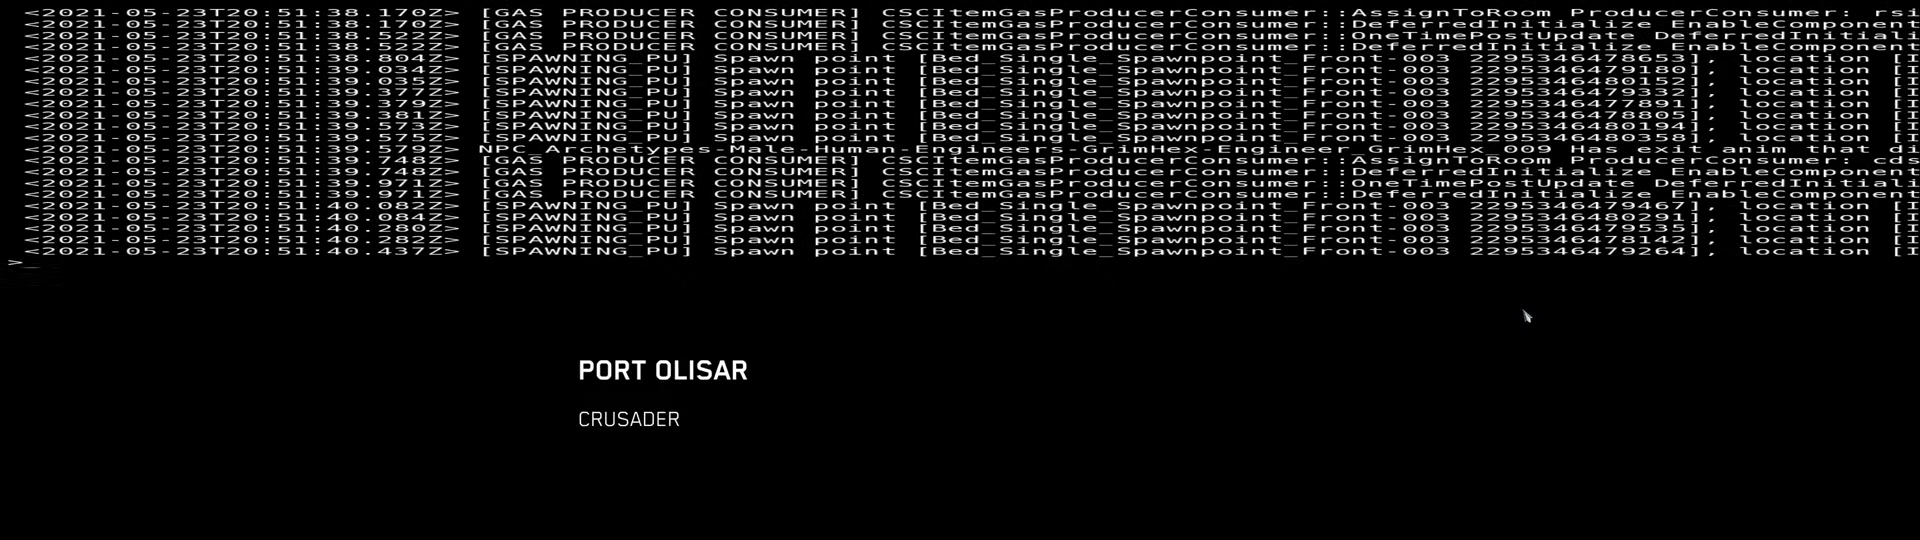 <2021-05-23T20:51:38.170Z> [GAS PRODUCER CONSUMER] CSCItemGasProducerConsumer::AssignToRoom ProducerConsumer: rsi
<2021-05-23T20:51:38.522Z> [GAS PRODUCER CONSUMER] CSCItemGasProducerConsumer::DeferredInitialize EnableComponent
<2021-05-23T20:51:38.522Z> [GAS PRODUCER CONSUMER] CSCItemGasProducerConsumer::OneTimePostUpdate DeferredInitiali
<2021-05-23T20:51:38.522Z> [GAS PRODUCER CONSUMER] CSCItemGasProducerConsumer::DeferredInitialize EnableComponent
<2021-05-23T20:51:38.804Z> [SPAWNING_PU] Spawn point [Bed_Single_Spawnpoint_Front-003 2295346478653], location [I
<2021-05-23T20:51:39.034Z> [SPAWNING_PU] Spawn point [Bed_Single_Spawnpoint_Front-003 2295346479180], location [I
<2021-05-23T20:51:39.035Z> [SPAWNING_PU] Spawn point [Bed_Single_Spawnpoint_Front-003 2295346480152], location [I
<2021-05-23T20:51:39.377Z> [SPAWNING_PU] Spawn point [Bed_Single_Spawnpoint_Front-003 2295346479332], location [I
<2021-05-23T20:51:39.379Z> [SPAWNING_PU] Spawn point [Bed_Single_Spawnpoint_Front-003 2295346477891], location [I
<2021-05-23T20:51:39.381Z> [SPAWNING_PU] Spawn point [Bed_Single_Spawnpoint_Front-003 2295346478805], location [I
<2021-05-23T20:51:39.573Z> [SPAWNING_PU] Spawn point [Bed_Single_Spawnpoint_Front-003 2295346480194], location [I
<2021-05-23T20:51:39.575Z> [SPAWNING_PU] Spawn point [Bed_Single_Spawnpoint_Front-003 2295346480358], location [I
<2021-05-23T20:51:39.579Z> NPC_Archetypes-Male-Human-Engineers-GrimHex-Engineer_GrimHex_009 Has exit anim that di
<2021-05-23T20:51:39.748Z> [GAS PRODUCER CONSUMER] CSCItemGasProducerConsumer::AssignToRoom ProducerConsumer: cds
<2021-05-23T20:51:39.748Z> [GAS PRODUCER CONSUMER] CSCItemGasProducerConsumer::DeferredInitialize EnableComponent
<2021-05-23T20:51:39.971Z> [GAS PRODUCER CONSUMER] CSCItemGasProducerConsumer::OneTimePostUpdate DeferredInitiali
<2021-05-23T20:51:39.971Z> [GAS PRODUCER CONSUMER] CSCItemGasProducerConsumer::DeferredInitialize EnableComponent
<2021-05-23T20:51:40.082Z> [SPAWNING_PU] Spawn point [Bed_Single_Spawnpoint_Front-003 2295346479467], location [I
<2021-05-23T20:51:40.084Z> [SPAWNING_PU] Spawn point [Bed_Single_Spawnpoint_Front-003 2295346480291], location [I
<2021-05-23T20:51:40.280Z> [SPAWNING_PU] Spawn point [Bed_Single_Spawnpoint_Front-003 2295346479535], location [I
<2021-05-23T20:51:40.282Z> [SPAWNING_PU] Spawn point [Bed_Single_Spawnpoint_Front-003 2295346478142], location [I
<2021-05-23T20:51:40.437Z> [SPAWNING_PU] Spawn point [Bed_Single_Spawnpoint_Front-003 2295346479264], location [I
>
PORT OLISAR
CRUSADER